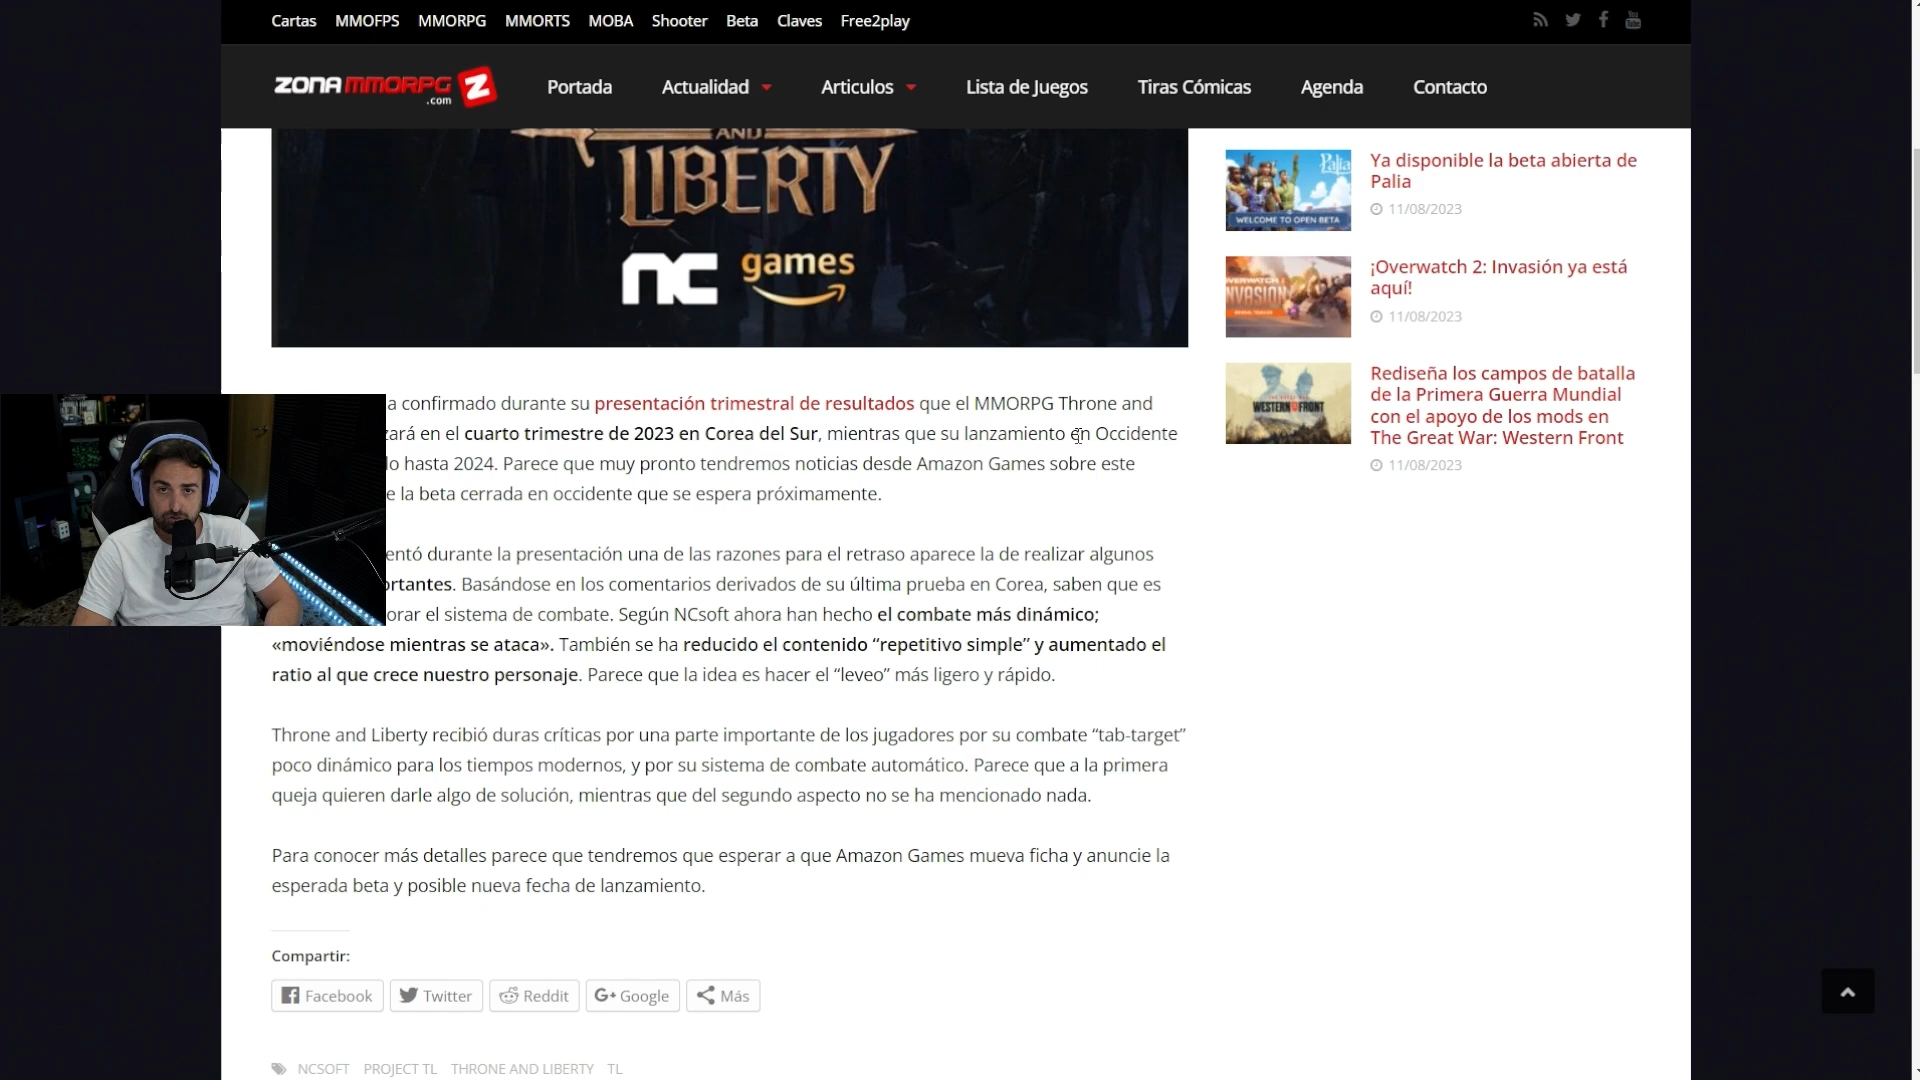 Cartas MMOFPS MMORPG MMORTS MOBA Shooter Beta Claves Free2play
ZONA MMORPG .com Z
Portada Actualidad Articulos Lista de Juegos Tiras Cómicas Agenda Contacto
AND
LIBERTY
nc games
a confirmado durante su presentación trimestral de resultados que el MMORPG Throne and
zará en el cuarto trimestre de 2023 en Corea del Sur, mientras que su lanzamiento en Occidente
lo hasta 2024. Parece que muy pronto tendremos noticias desde Amazon Games sobre este
e la beta cerrada en occidente que se espera próximamente.
entó durante la presentación una de las razones para el retraso aparece la de realizar algunos
ortantes. Basándose en los comentarios derivados de su última prueba en Corea, saben que es
orar el sistema de combate. Según NCsoft ahora han hecho el combate más dinámico;
«moviéndose mientras se ataca». También se ha reducido el contenido “repetitivo simple” y aumentado el
ratio al que crece nuestro personaje. Parece que la idea es hacer el “leveo” más ligero y rápido.
Throne and Liberty recibió duras críticas por una parte importante de los jugadores por su combate “tab-target”
poco dinámico para los tiempos modernos, y por su sistema de combate automático. Parece que a la primera
queja quieren darle algo de solución, mientras que del segundo aspecto no se ha mencionado nada.
Para conocer más detalles parece que tendremos que esperar a que Amazon Games mueva ficha y anuncie la
esperada beta y posible nueva fecha de lanzamiento.
Compartir:
Facebook Twitter Reddit G+ Google Más
NCSOFT PROJECT TL THRONE AND LIBERTY TL
Palia
WELCOME TO OPEN BETA
Ya disponible la beta abierta de
Palia
11/08/2023
OVERWATCH 2
INVASION
¡Overwatch 2: Invasión ya está
aquí!
11/08/2023
WESTERN FRONT
Rediseña los campos de batalla
de la Primera Guerra Mundial
con el apoyo de los mods en
The Great War: Western Front
11/08/2023